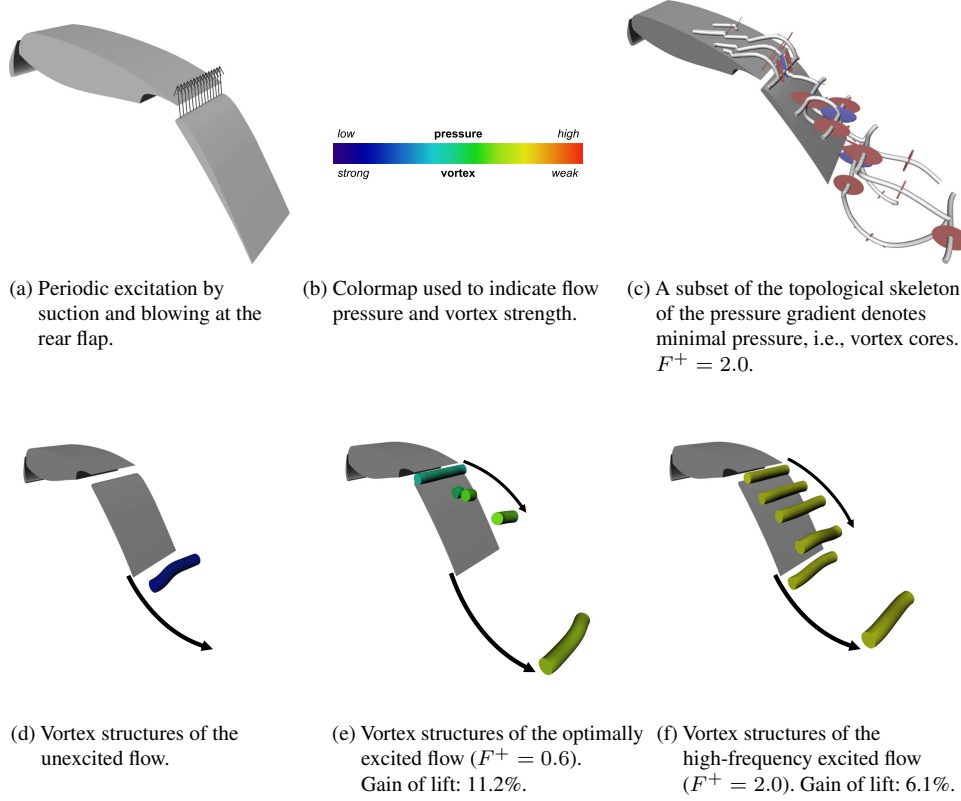 low pressure high
strong vortex weak
(a) Periodic excitation by
suction and blowing at the
rear flap.
(b) Colormap used to indicate flow
pressure and vortex strength.
(c) A subset of the topological skeleton
of the pressure gradient denotes
minimal pressure, i.e., vortex cores.
F⁺ = 2.0.
(d) Vortex structures of the
unexcited flow.
(e) Vortex structures of the optimally
excited flow (F⁺ = 0.6).
Gain of lift: 11.2%.
(f) Vortex structures of the
high-frequency excited flow
(F⁺ = 2.0). Gain of lift: 6.1%.